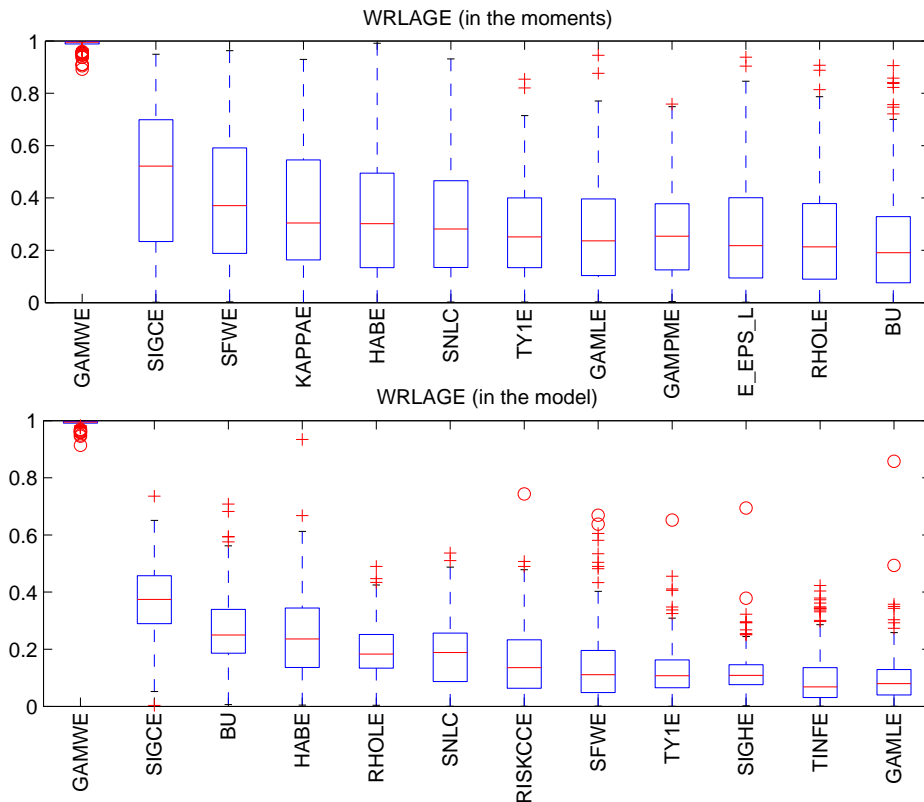 WRLAGE (in the moments)
1
0.8
0.6
0.4
0.2
0
GAMWE
SIGCE
SFWE
KAPPAE
HABE
SNLC
TY1E
GAMLE
GAMPME
E_EPS_L
RHOLE
BU
WRLAGE (in the model)
1
0.8
0.6
0.4
0.2
0
GAMWE
SIGCE
BU
HABE
RHOLE
SNLC
RISKCCE
SFWE
TY1E
SIGHE
TINFE
GAMLE